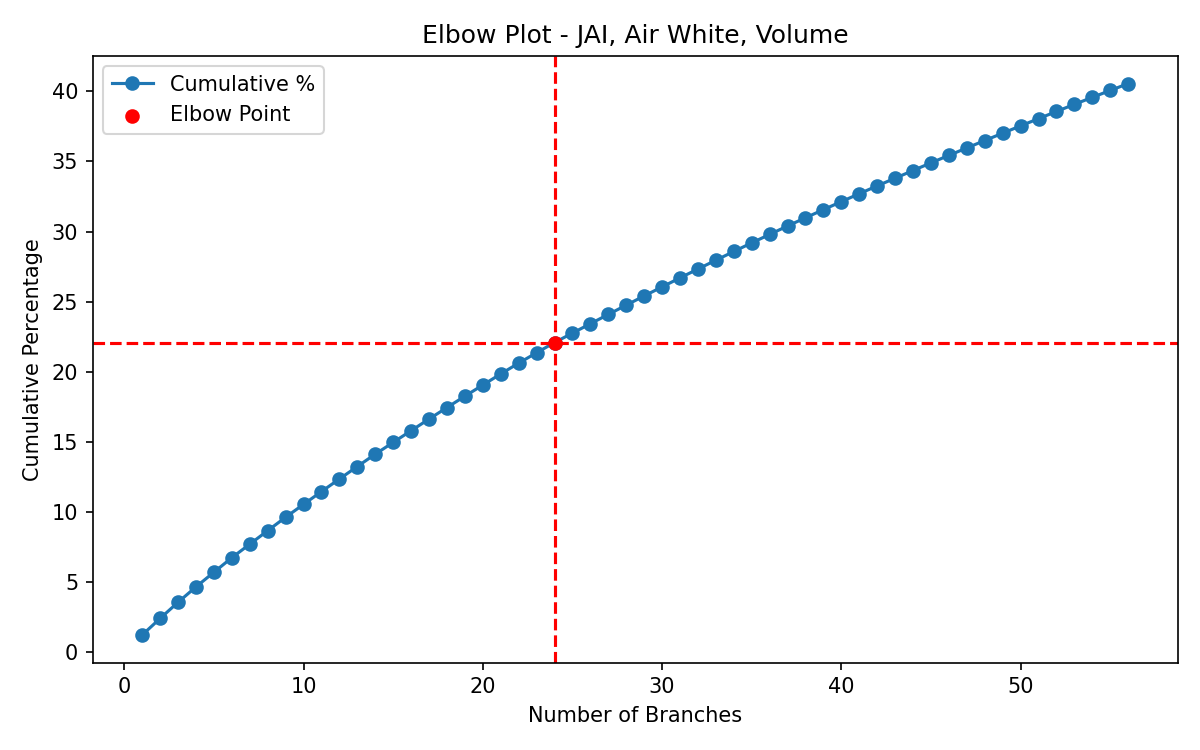 Elbow Plot - JAI, Air White, Volume
Cumulative %
Elbow Point
Cumulative Percentage
40
35
30
25
20
15
10
5
0
0 10 20 30 40 50
Number of Branches